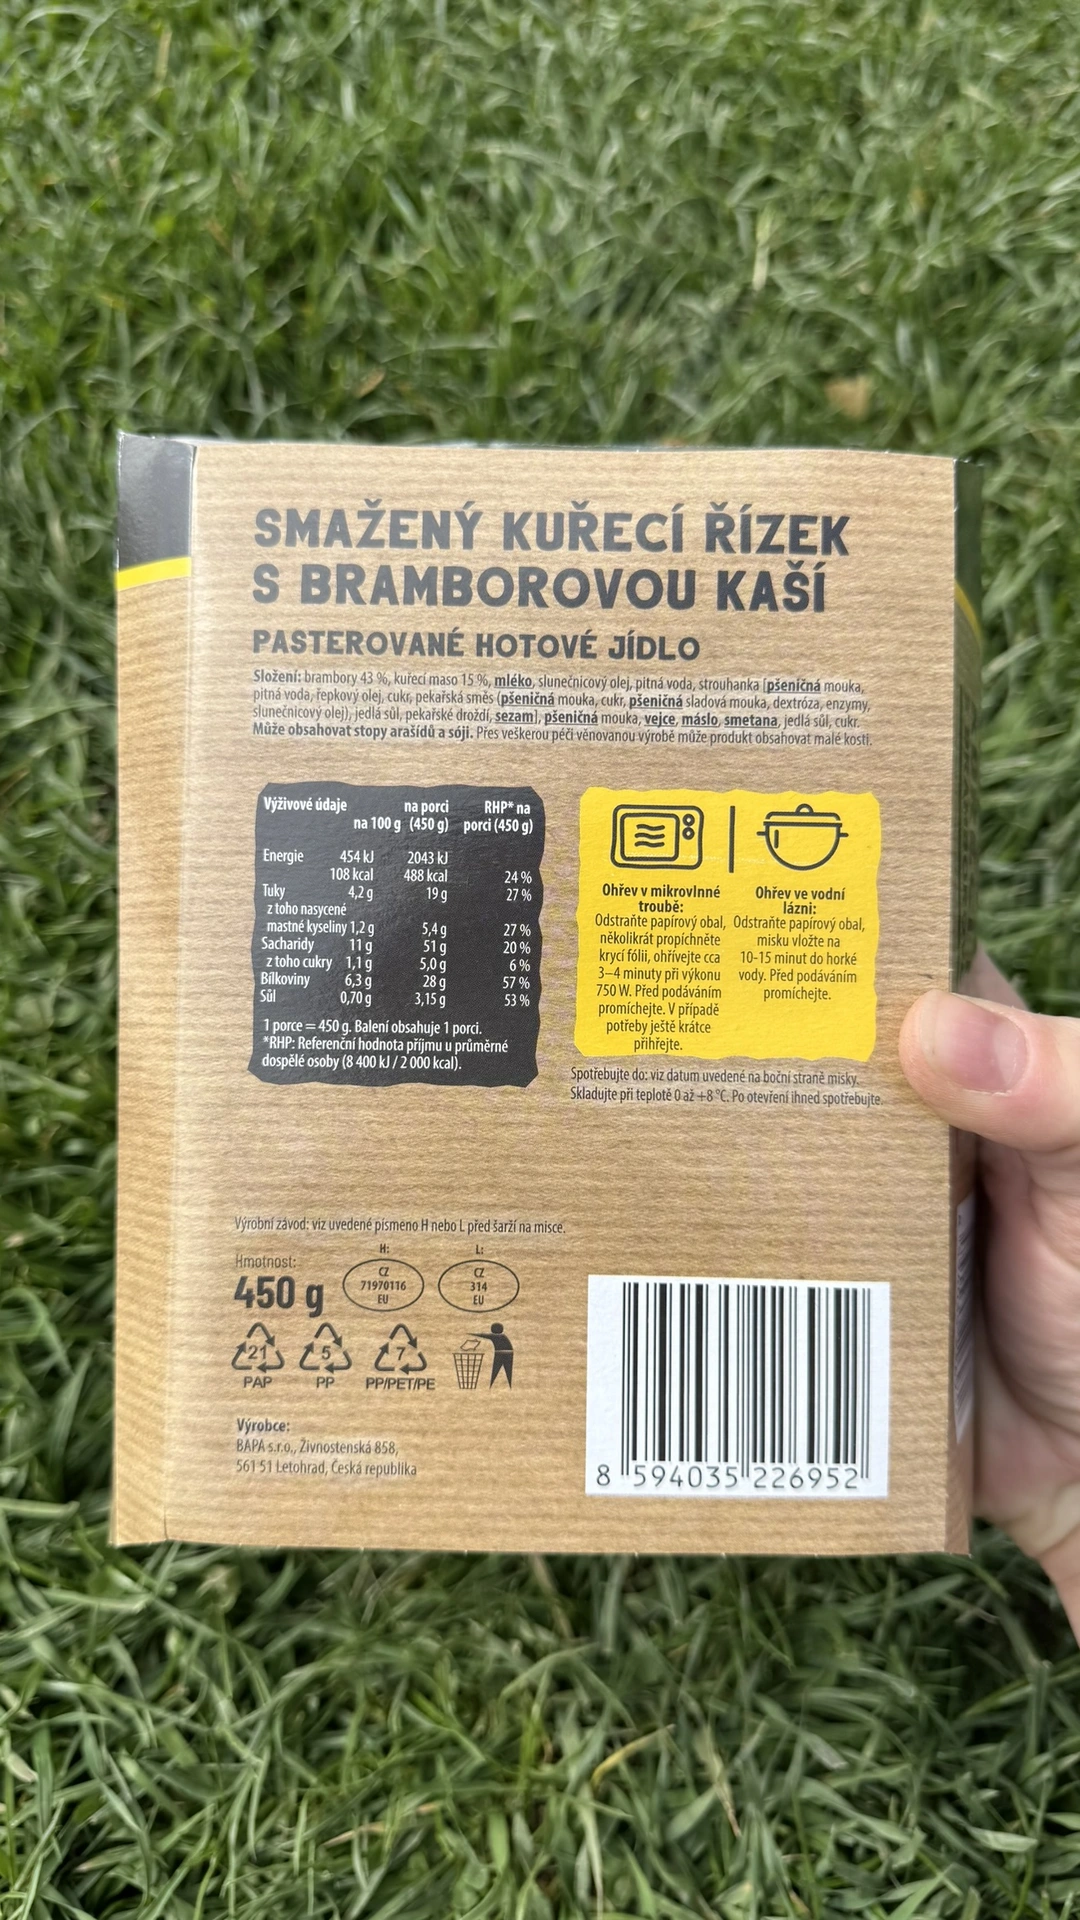 SMAŽENÝ KUŘECÍ ŘÍZEK
S BRAMBOROVOU KAŠÍ
PASTEROVANÉ HOTOVÉ JÍDLO
Složení: brambory 43 %, kuřecí maso 15 %, mléko, slunečnicový olej, pitná voda, strouhanka [pšeničná mouka,
pitná voda, řepkový olej, cukr, pekařská směs (pšeničná mouka, cukr, pšeničná sladová mouka, dextróza, enzymy,
slunečnicový olej), jedlá sůl, pekařské droždí, sezam], pšeničná mouka, vejce, máslo, smetana, jedlá sůl, cukr.
Může obsahovat stopy arašídů a sóji. Přes veškerou péči věnovanou výrobě může produkt obsahovat malé kosti.
Výživové údaje na porci RHP* na
na 100 g (450 g) porci (450 g)
Energie 454 kJ 2043 kJ
108 kcal 488 kcal 24 %
Tuky 4,2 g 19 g 27 %
z toho nasycené
mastné kyseliny 1,2 g 5,4 g 27 %
Sacharidy 11 g 51 g 20 %
z toho cukry 1,1 g 5,0 g 6 %
Bílkoviny 6,3 g 28 g 57 %
Sůl 0,70 g 3,15 g 53 %
1 porce = 450 g. Balení obsahuje 1 porci.
*RHP: Referenční hodnota příjmu u průměrné
dospělé osoby (8 400 kJ / 2 000 kcal).
Ohřev v mikrovlnné
troubě:
Odstraňte papírový obal,
několikrát propíchněte
krycí fólii, ohřívejte cca
3–4 minuty při výkonu
750 W. Před podáváním
promíchejte. V případě
potřeby ještě krátce
přihřejte.
Ohřev ve vodní
lázni:
Odstraňte papírový obal,
misku vložte na
10-15 minut do horké
vody. Před podáváním
promíchejte.
Spotřebujte do: viz datum uvedené na boční straně misky.
Skladujte při teplotě 0 až +8 °C. Po otevření ihned spotřebujte.
Výrobní závod: viz uvedené písmeno H nebo L před šarží na misce.
Hmotnost:
450 g
H:
CZ
71970116
EU
L:
CZ
314
EU
21 5 7
PAP PP PP/PET/PE
Výrobce:
BAPA s.r.o., Živnostenská 858,
561 51 Letohrad, Česká republika
8 594035 226952